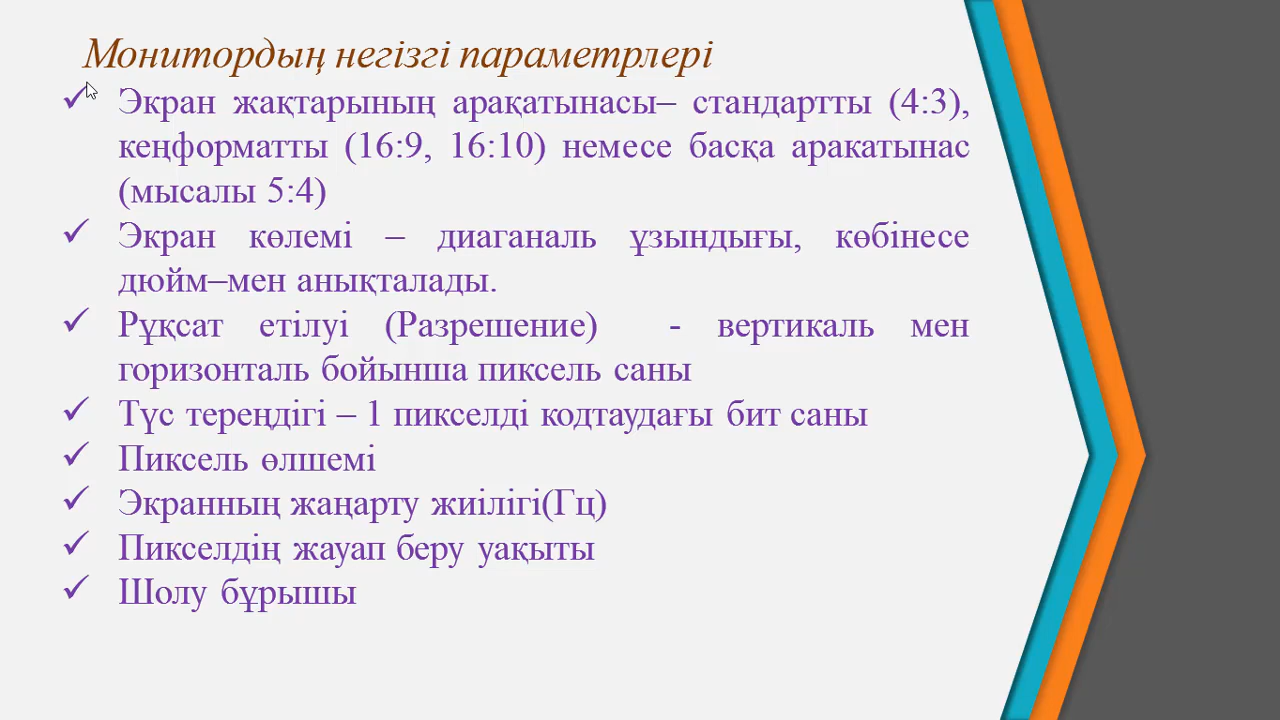 Монитордың негізгі параметрлері
✓ Экран жақтарының арақатынасы– стандартты (4:3),
кеңформатты (16:9, 16:10) немесе басқа аракатынас
(мысалы 5:4)
✓ Экран көлемі – диаганаль ұзындығы, көбінесе
дюйм–мен анықталады.
✓ Рұқсат етілуі (Разрешение) - вертикаль мен
горизонталь бойынша пиксель саны
✓ Түс тереңдігі – 1 пикселді кодтаудағы бит саны
✓ Пиксель өлшемі
✓ Экранның жаңарту жиілігі(Гц)
✓ Пикселдің жауап беру уақыты
✓ Шолу бұрышы